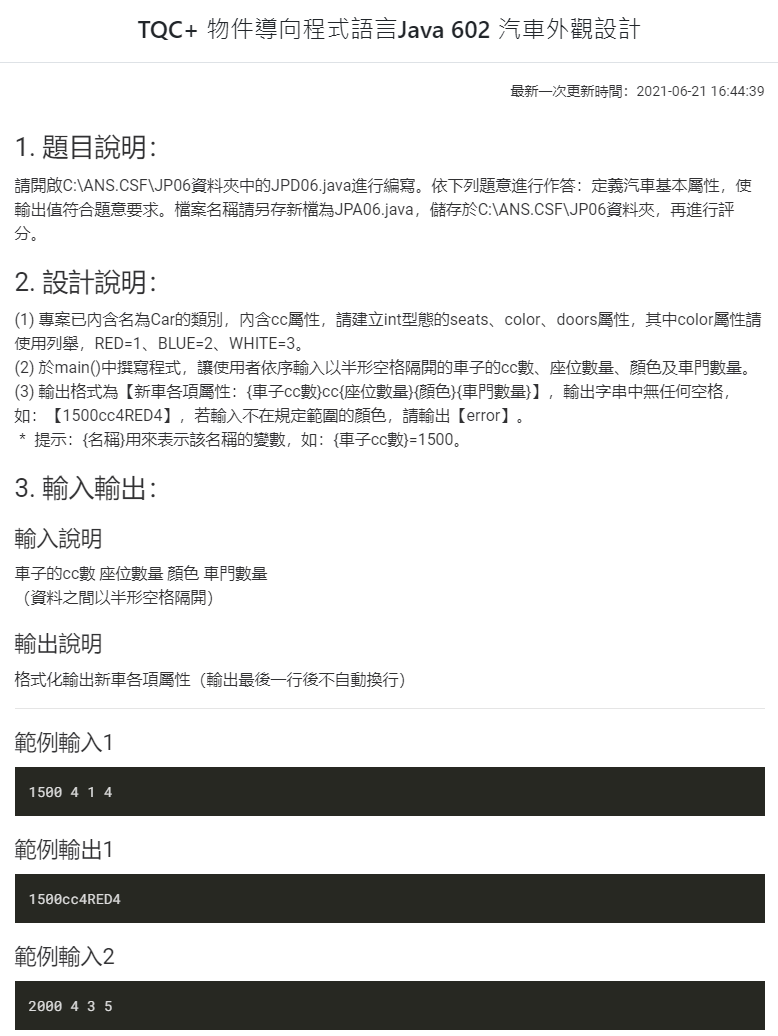 TQC+ 物件導向程式語言Java 602 汽車外觀設計
最新一次更新時間：2021-06-21 16:44:39
1. 題目說明：
請開啟C:\ANS.CSF\JP06資料夾中的JPD06.java進行編寫。依下列題意進行作答：定義汽車基本屬性，使
輸出值符合題意要求。檔案名稱請另存新檔為JPA06.java，儲存於C:\ANS.CSF\JP06資料夾，再進行評
分。
2. 設計說明：
(1) 專案已內含名為Car的類別，內含cc屬性，請建立int型態的seats、color、doors屬性，其中color屬性請
使用列舉，RED=1、BLUE=2、WHITE=3。
(2) 於main()中撰寫程式，讓使用者依序輸入以半形空格隔開的車子的cc數、座位數量、顏色及車門數量。
(3) 輸出格式為【新車各項屬性：{車子cc數}cc{座位數量}{顏色}{車門數量}】，輸出字串中無任何空格，
如：【1500cc4RED4】，若輸入不在規定範圍的顏色，請輸出【error】。
* 提示：{名稱}用來表示該名稱的變數，如：{車子cc數}=1500。
3. 輸入輸出：
輸入說明
車子的cc數 座位數量 顏色 車門數量
（資料之間以半形空格隔開）
輸出說明
格式化輸出新車各項屬性（輸出最後一行後不自動換行）
範例輸入1
1500 4 1 4
範例輸出1
1500cc4RED4
範例輸入2
2000 4 3 5